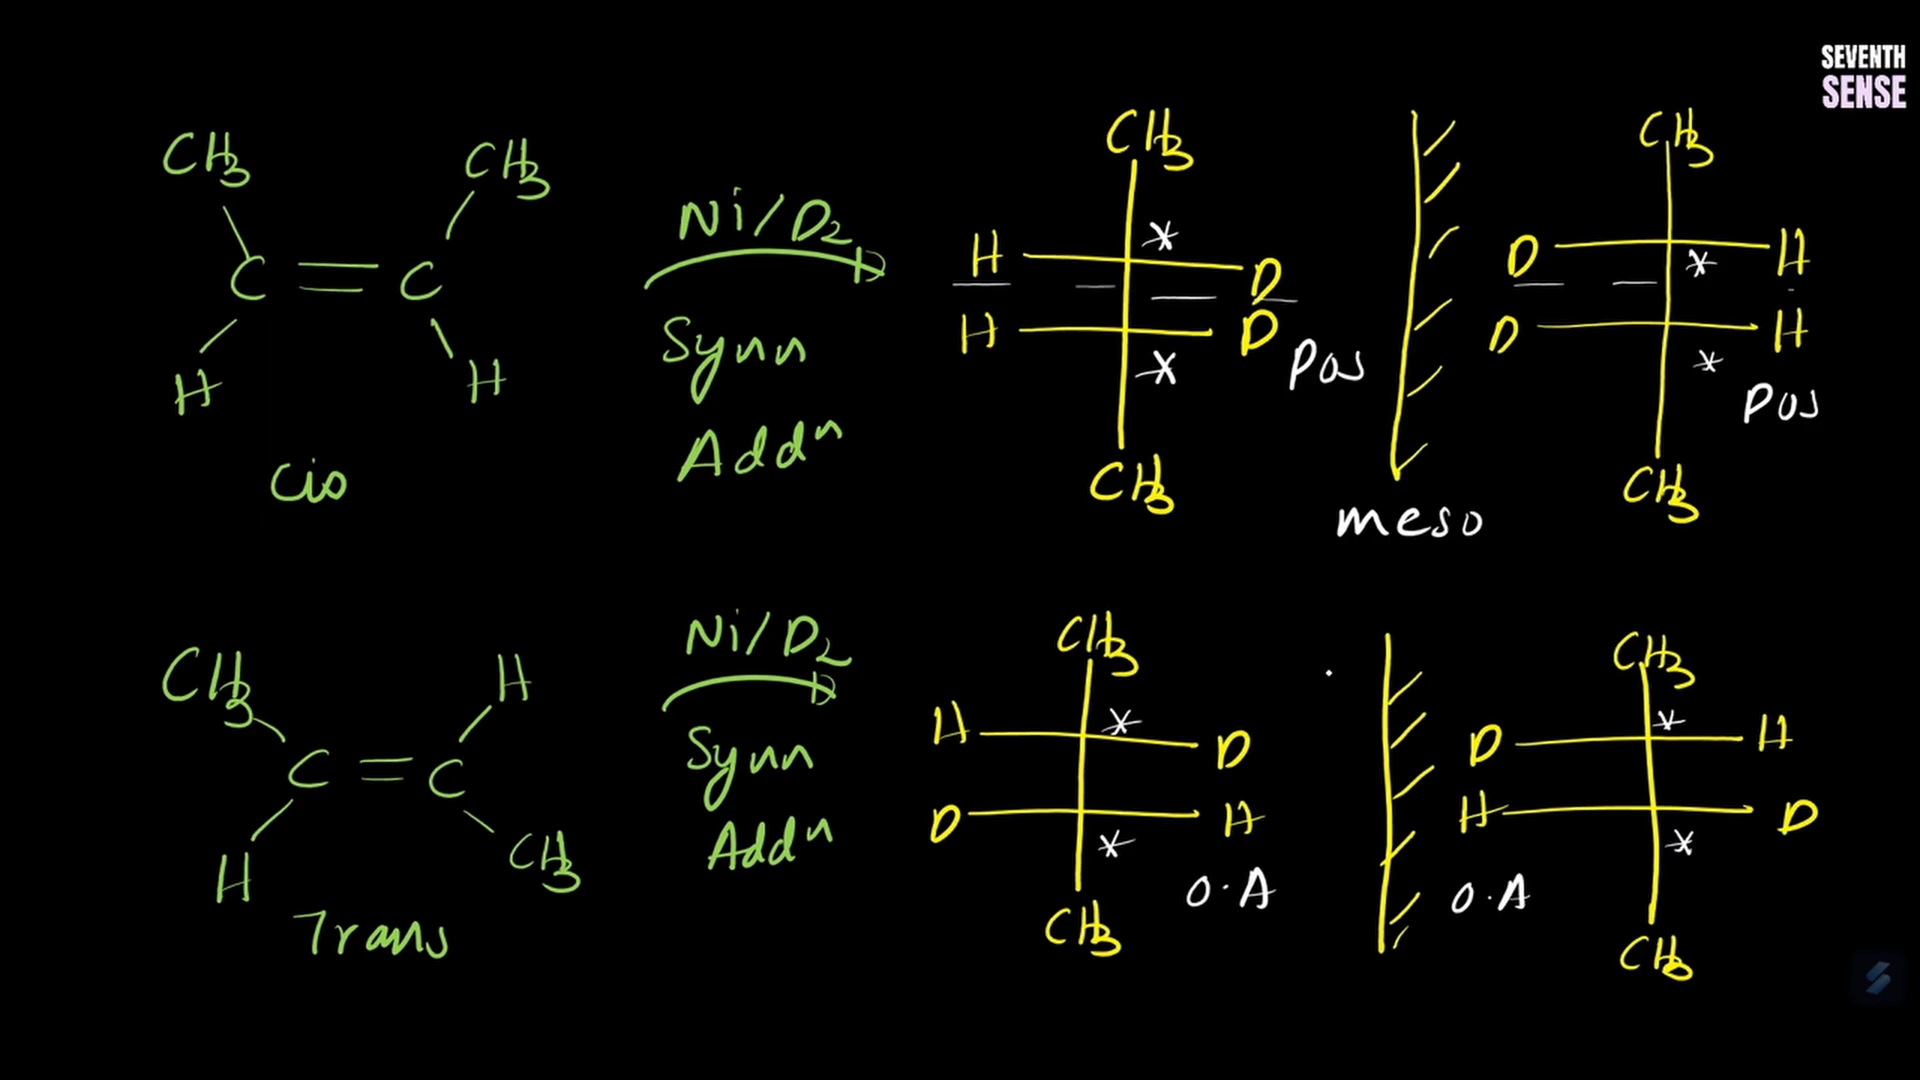 SEVENTH
SENSE
CH3 CH3
C = C
H H
Cis
Ni/D2
Synn
Addn
CH3
H * D
H * D
CH3
Pos
meso
CH3
D * H
D * H
CH3
Pos
CH3 H
C = C
H CH3
Trans
Ni/D2
Synn
Addn
CH3
H * D
D * H
CH3
O.A
CH3
D * H
H * D
CH3
O.A